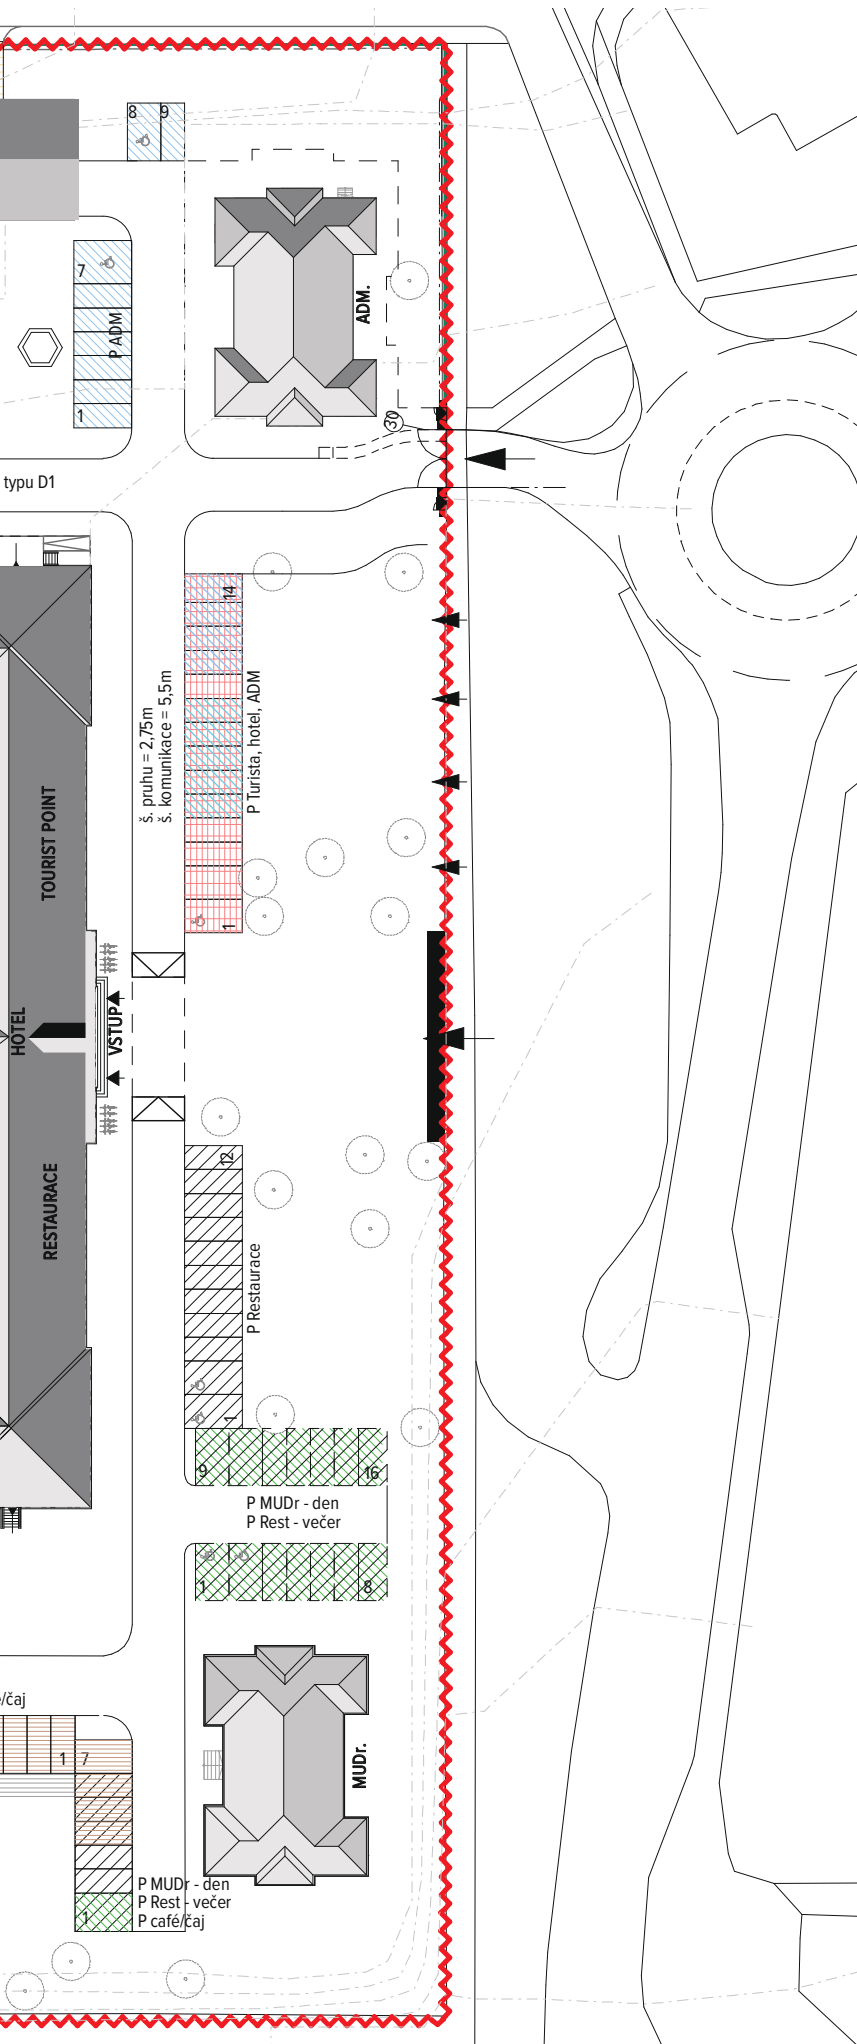 8 9
7
P ADM
1
ADM.
30
typu D1
14
š. pruhu = 2,75m
š. komunikace = 5,5m
P Turista, hotel, ADM
TOURIST POINT
1
HOTEL
VSTUP
RESTAURACE
12
P Restaurace
1
9 16
P MUDr - den
P Rest - večer
1 8
/čaj
1 7
MUDr.
P MUDr - den
P Rest - večer
P café/čaj
1